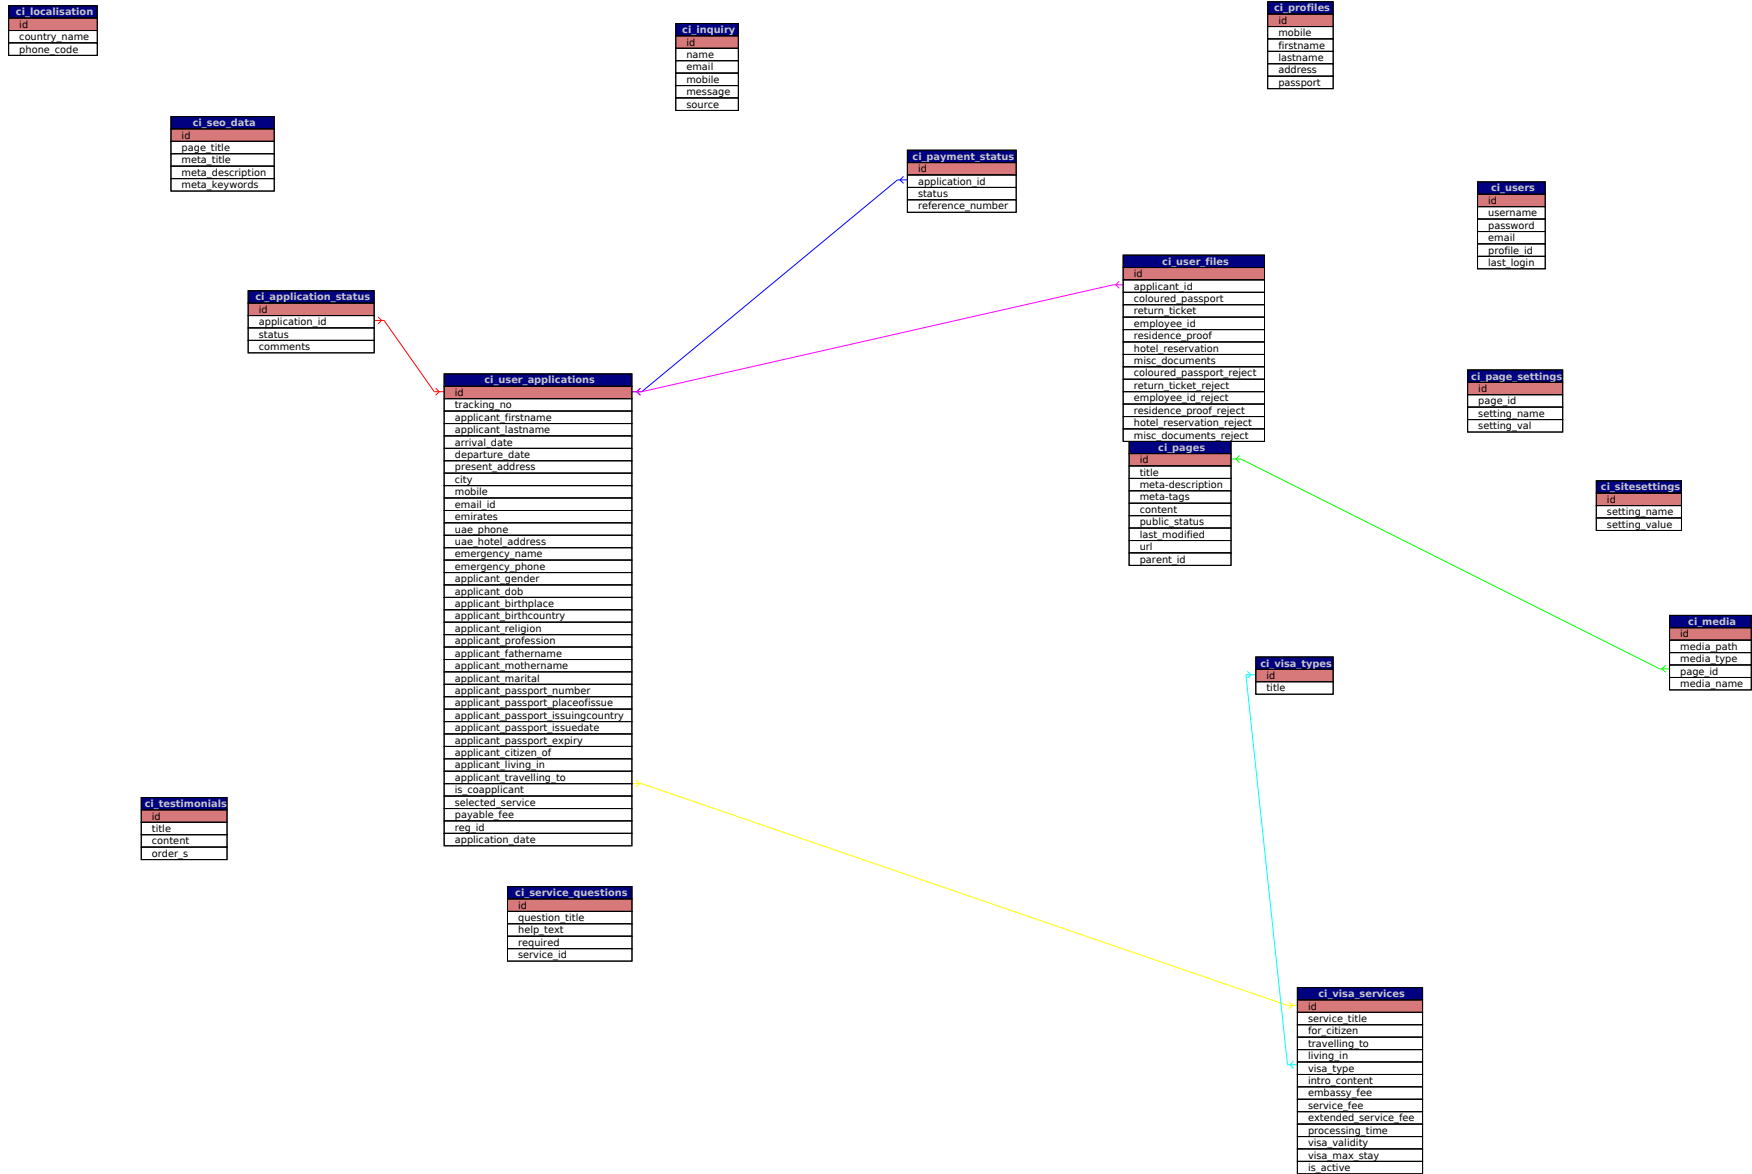 ci_localisation
id
country_name
phone_code
ci_inquiry
id
name
email
mobile
message
source
ci_profiles
id
mobile
firstname
lastname
address
passport
ci_seo_data
id
page_title
meta_title
meta_description
meta_keywords
ci_payment_status
id
application_id
status
reference_number
ci_users
id
username
password
email
profile_id
last_login
ci_user_files
id
applicant_id
coloured_passport
return_ticket
employee_id
residence_proof
hotel_reservation
misc_documents
coloured_passport_reject
return_ticket_reject
employee_id_reject
residence_proof_reject
hotel_reservation_reject
misc_documents_reject
ci_application_status
id
application_id
status
comments
ci_user_applications
id
tracking_no
applicant_firstname
applicant_lastname
arrival_date
departure_date
present_address
city
mobile
email_id
emirates
uae_phone
uae_hotel_address
emergency_name
emergency_phone
applicant_gender
applicant_dob
applicant_birthplace
applicant_birthcountry
applicant_religion
applicant_profession
applicant_fathername
applicant_mothername
applicant_marital
applicant_passport_number
applicant_passport_placeofissue
applicant_passport_issuingcountry
applicant_passport_issuedate
applicant_passport_expiry
applicant_citizen_of
applicant_living_in
applicant_travelling_to
is_coapplicant
selected_service
payable_fee
reg_id
application_date
ci_page_settings
id
page_id
setting_name
setting_val
ci_pages
id
title
meta-description
meta-tags
content
public_status
last_modified
url
parent_id
ci_sitesettings
id
setting_name
setting_value
ci_media
id
media_path
media_type
page_id
media_name
ci_visa_types
id
title
ci_testimonials
id
title
content
order_s
ci_service_questions
id
question_title
help_text
required
service_id
ci_visa_services
id
service_title
for_citizen
travelling_to
living_in
visa_type
intro_content
embassy_fee
service_fee
extended_service_fee
processing_time
visa_validity
visa_max_stay
is_active